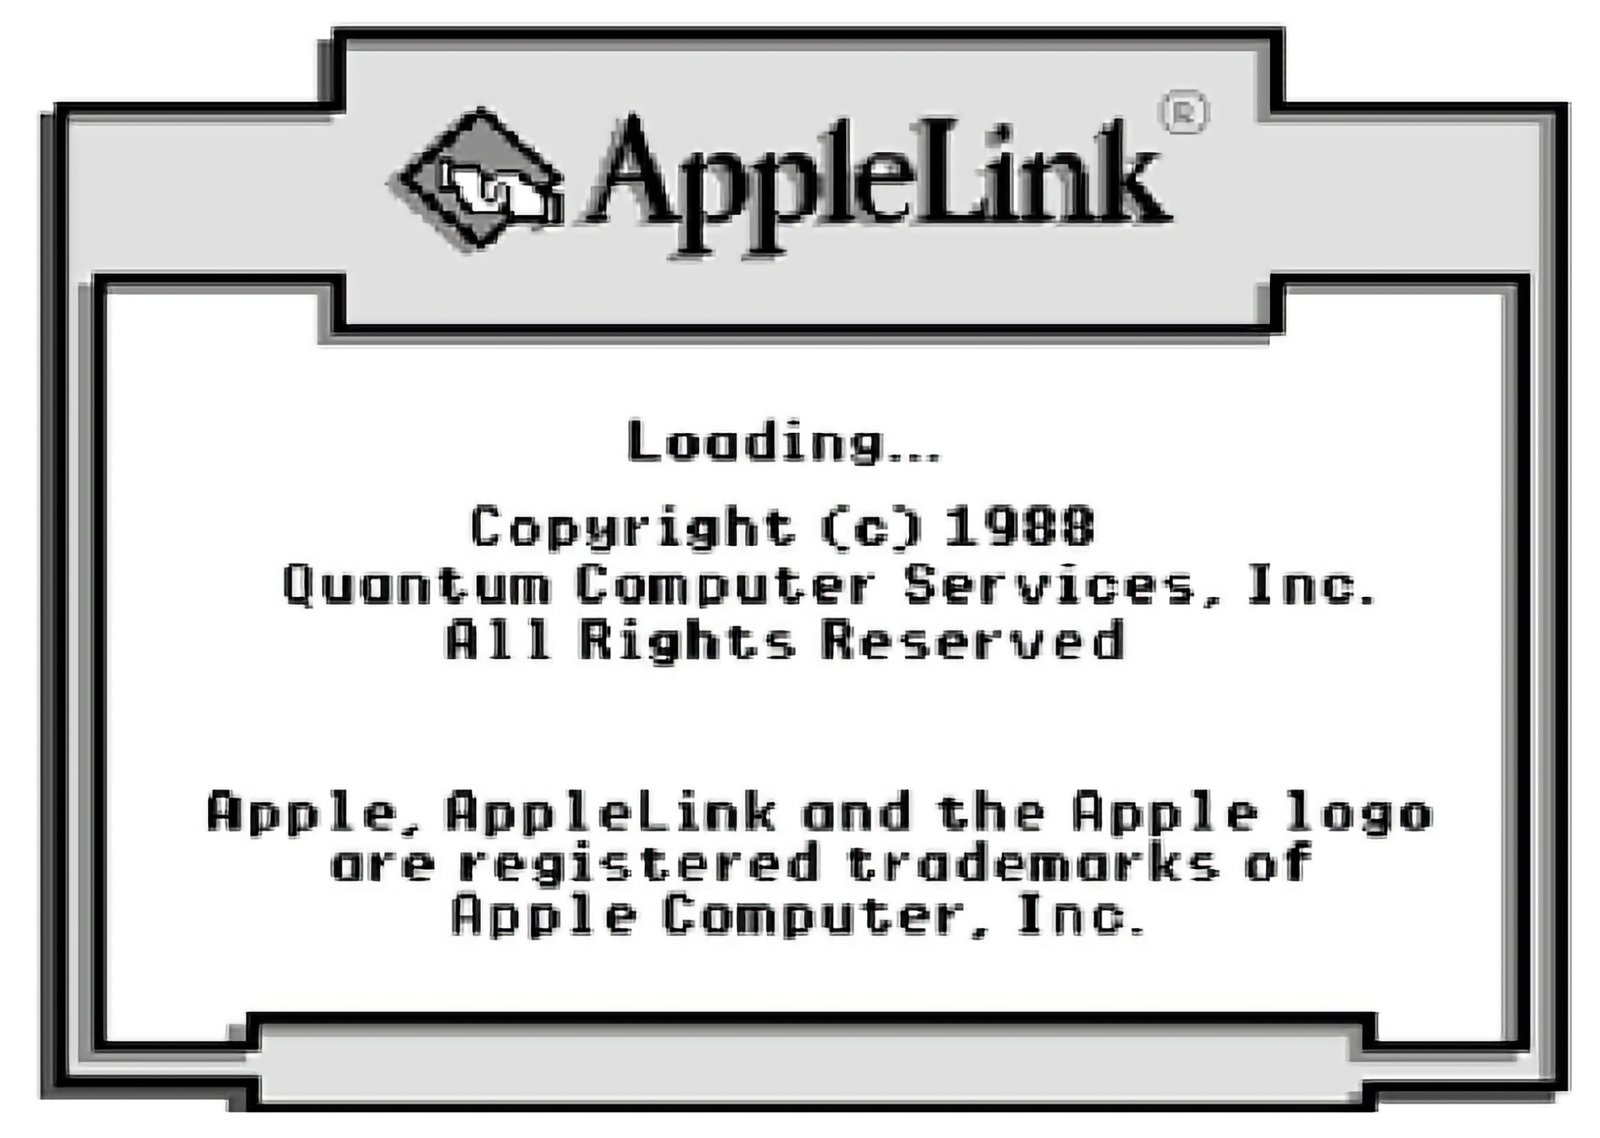 AppleLink®
Loading...
Copyright (c) 1988
Quantum Computer Services, Inc.
All Rights Reserved
Apple, AppleLink and the Apple logo
are registered trademarks of
Apple Computer, Inc.